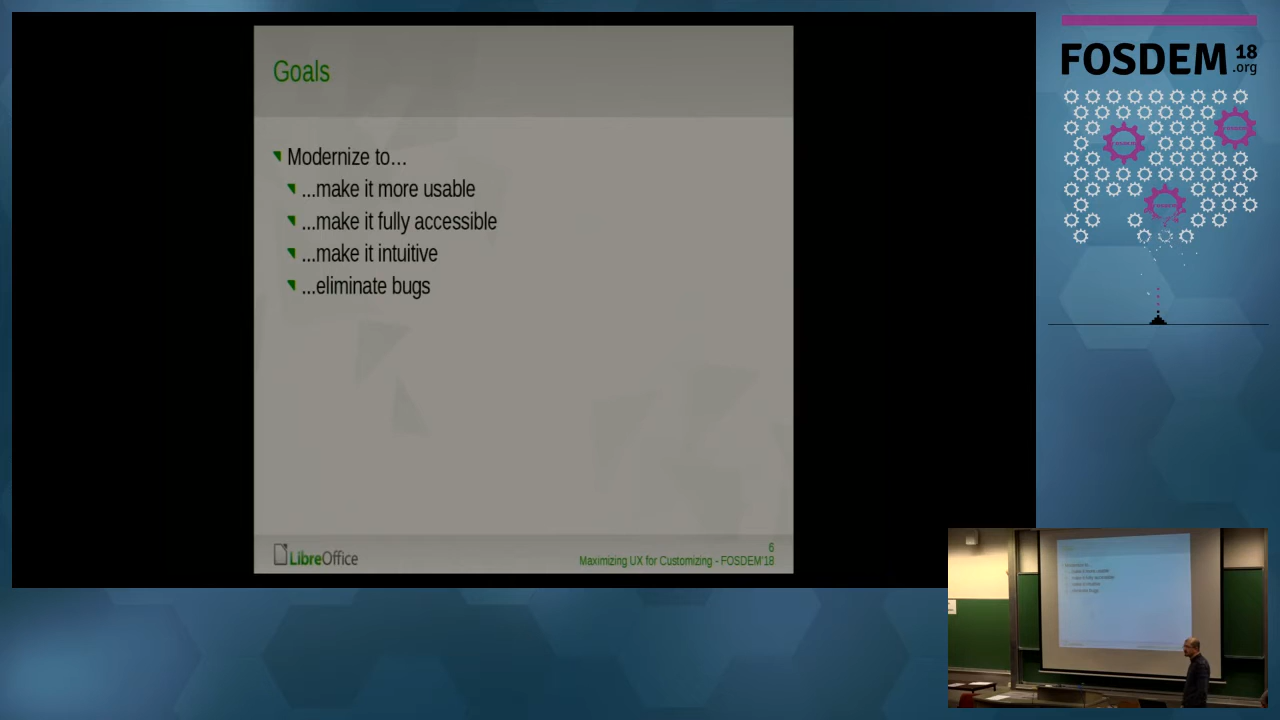 Goals
Modernize to...
...make it more usable
...make it fully accessible
...make it intuitive
...eliminate bugs
LibreOffice
6
Maximizing UX for Customizing - FOSDEM'18
FOSDEM 18
.org